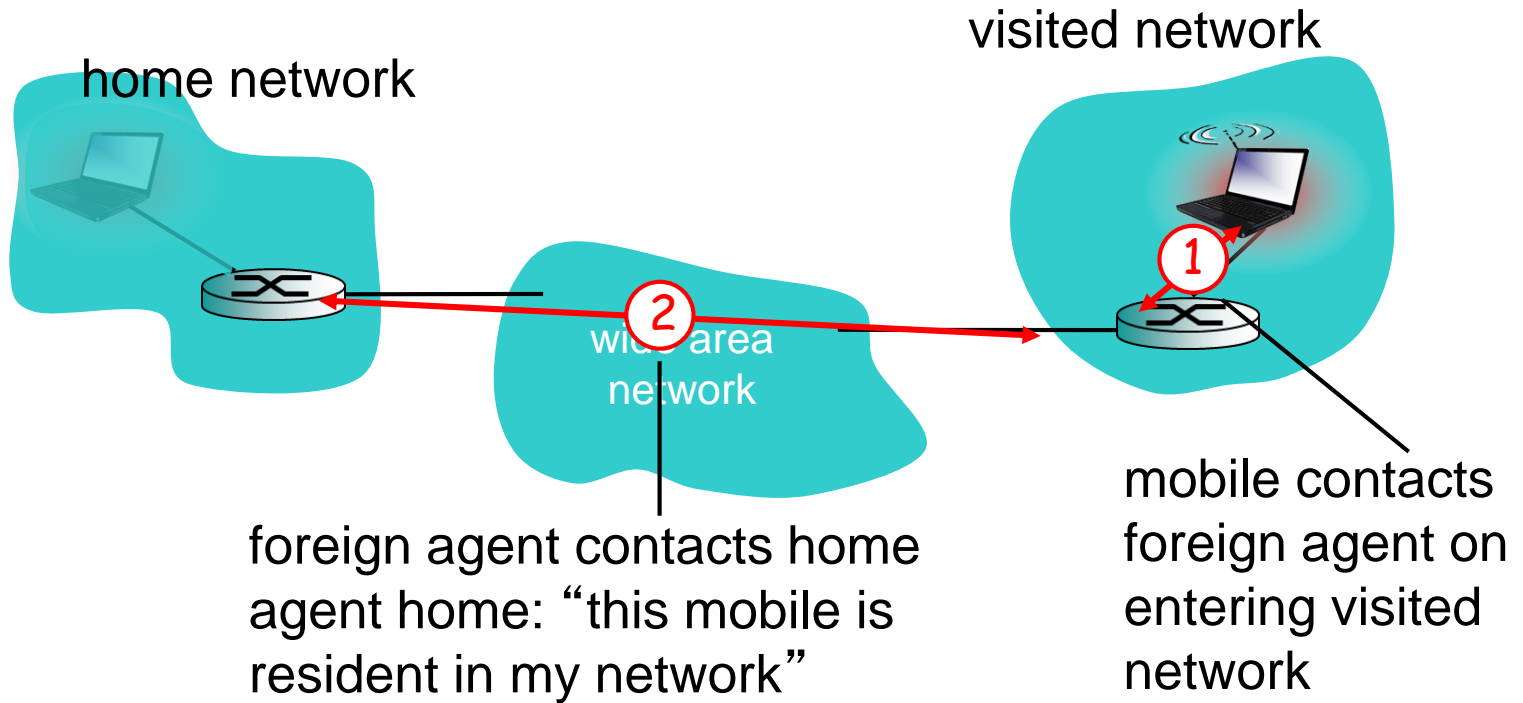 visited network
home network
1
2
wide area
network
foreign agent contacts home
agent home: “this mobile is
resident in my network”
mobile contacts
foreign agent on
entering visited
network